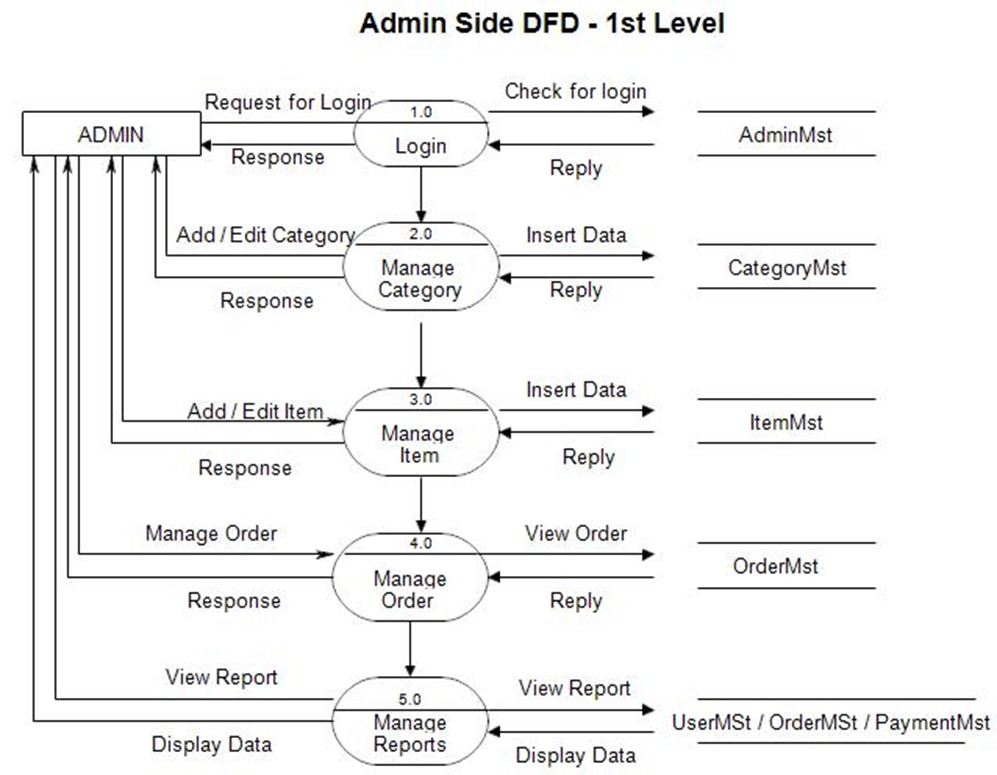 Admin Side DFD - 1st Level
ADMIN
Request for Login
Response
1.0
Login
Check for login
Reply
AdminMst
Add / Edit Category
Response
2.0
Manage
Category
Insert Data
Reply
CategoryMst
Add / Edit Item
Response
3.0
Manage
Item
Insert Data
Reply
ItemMst
Manage Order
Response
4.0
Manage
Order
View Order
Reply
OrderMst
View Report
Display Data
5.0
Manage
Reports
View Report
Display Data
UserMSt / OrderMSt / PaymentMst